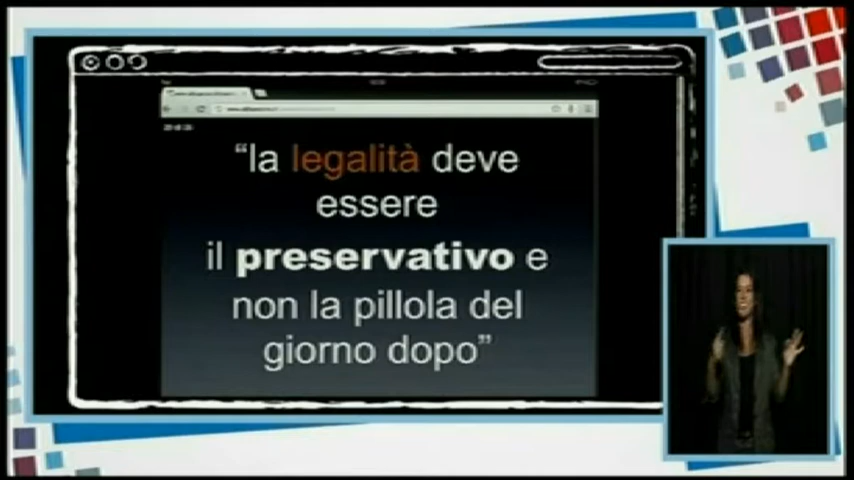 “la legalità deve
essere
il preservativo e
non la pillola del
giorno dopo”